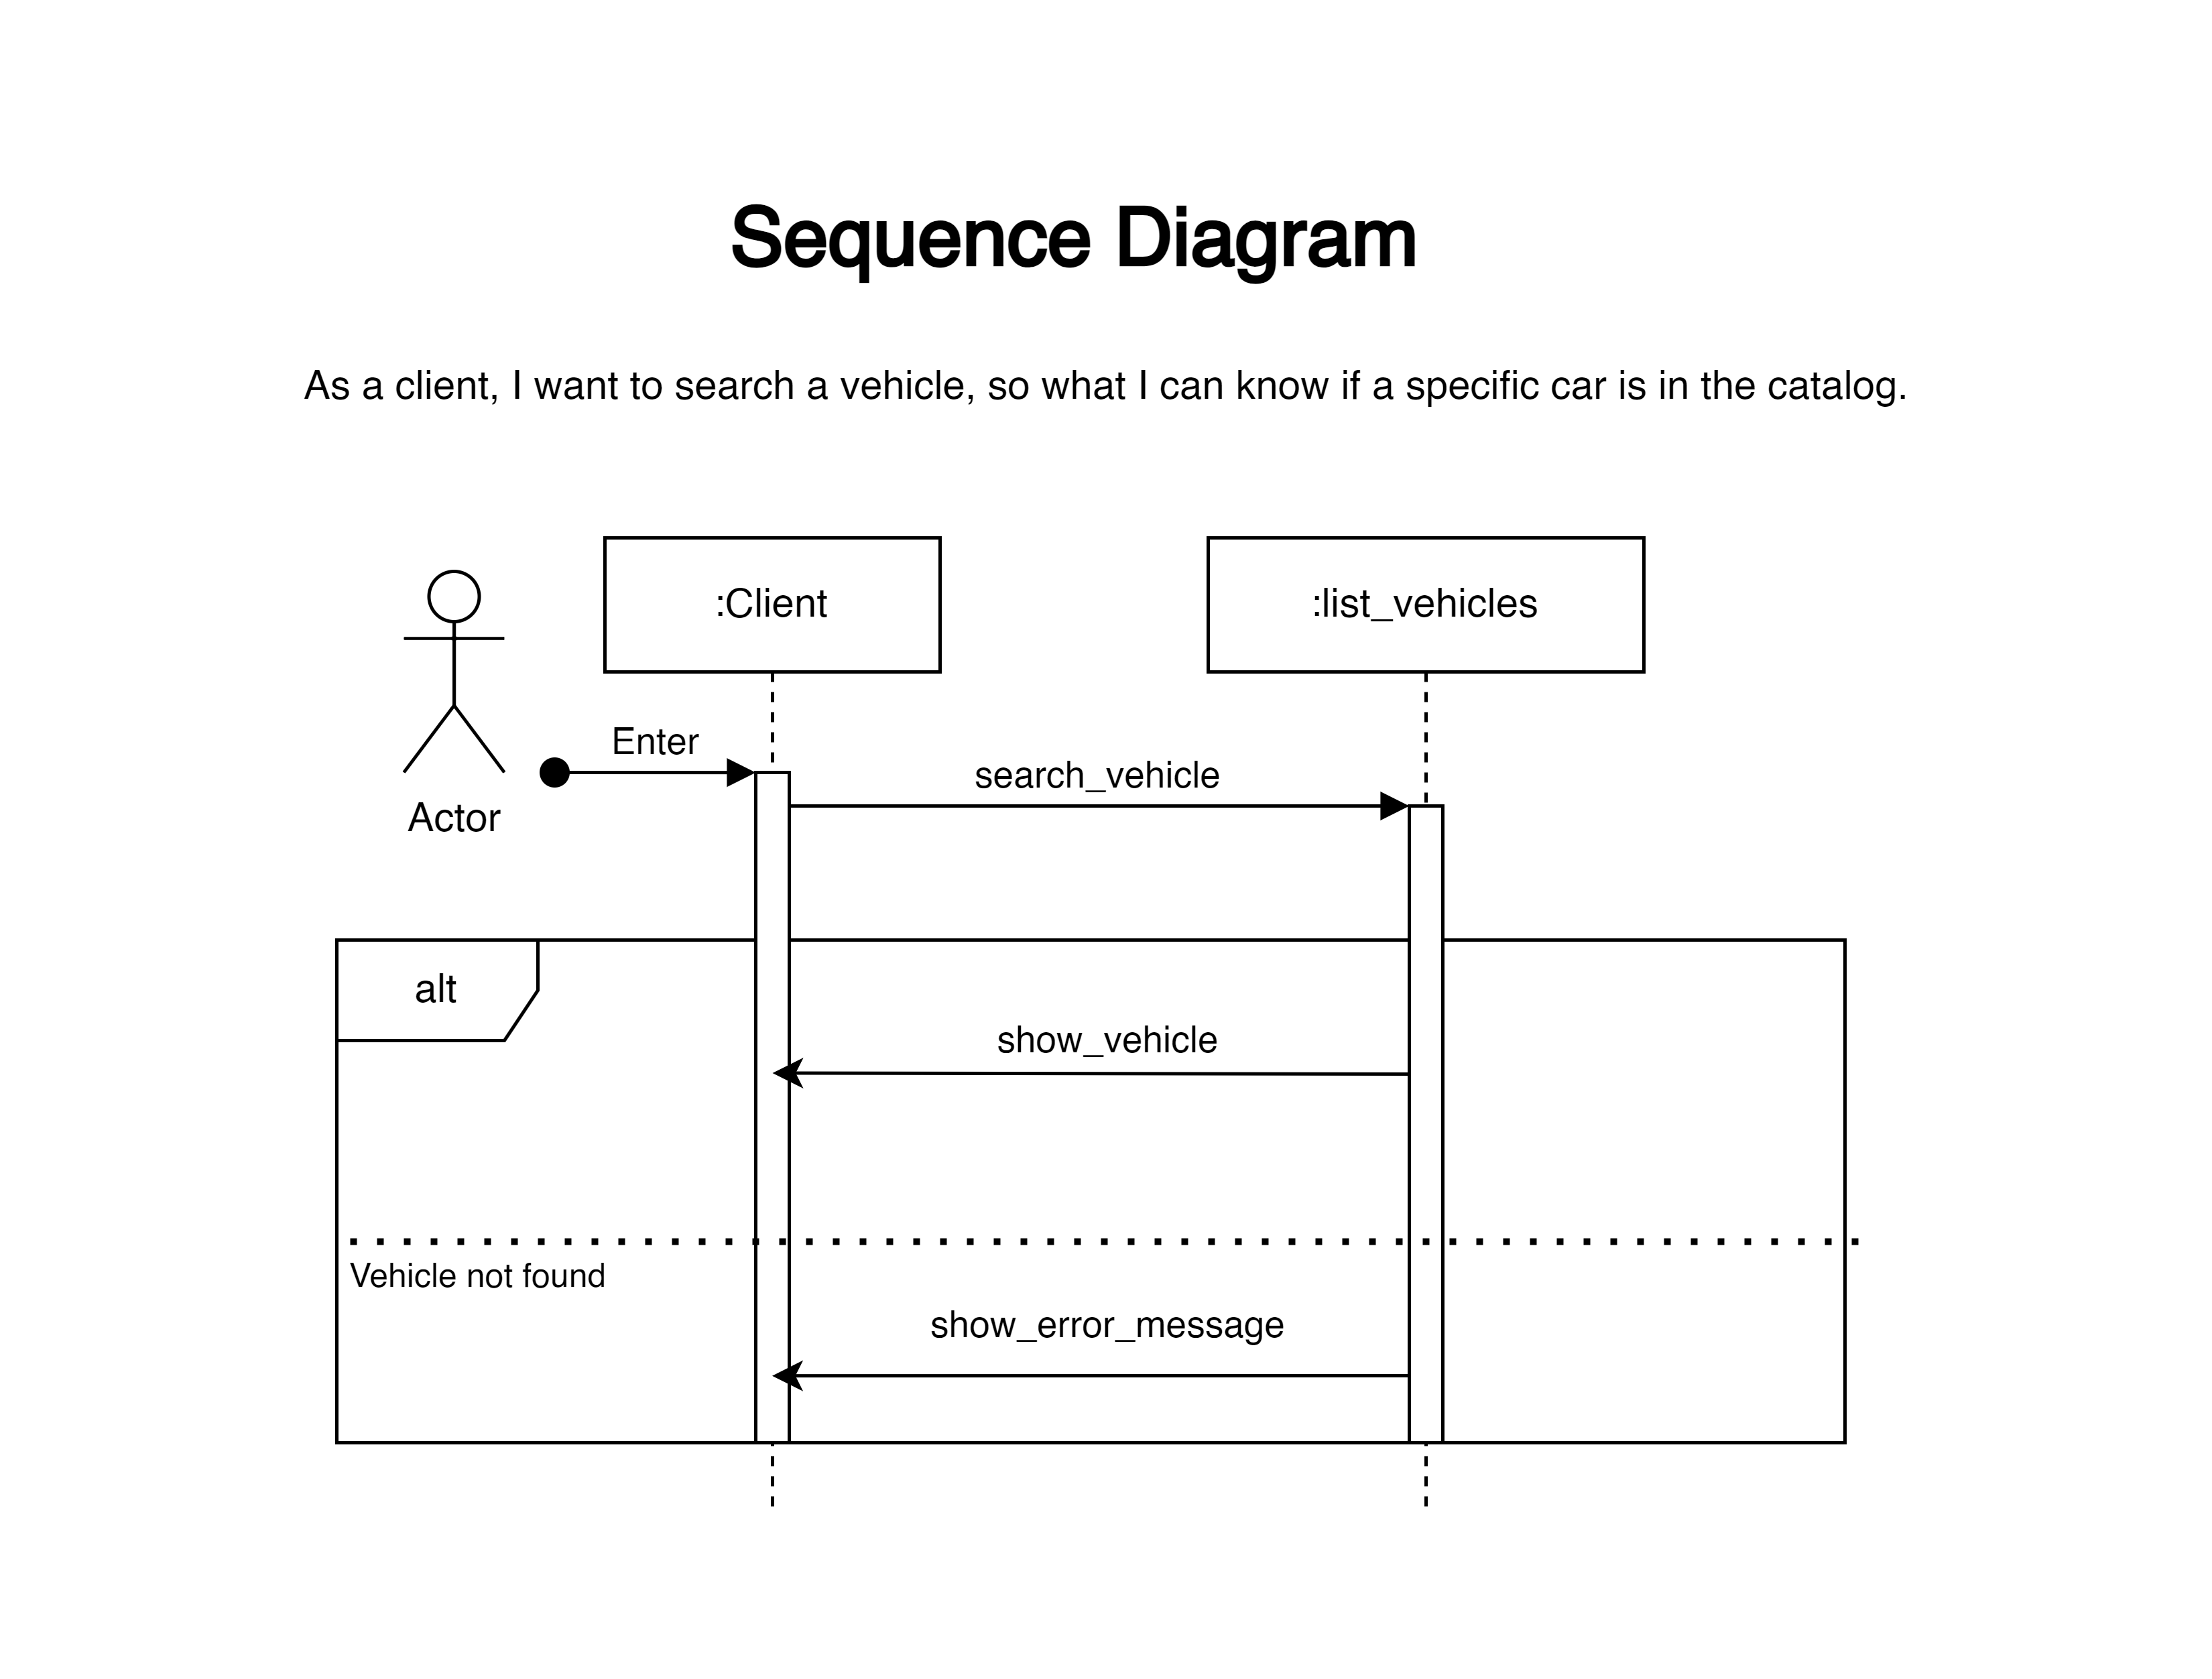 Sequence Diagram
As a client, I want to search a vehicle, so what I can know if a specific car is in the catalog.
:Client
:list_vehicles
Enter
search_vehicle
Actor
alt
show_vehicle
Vehicle not found
show_error_message